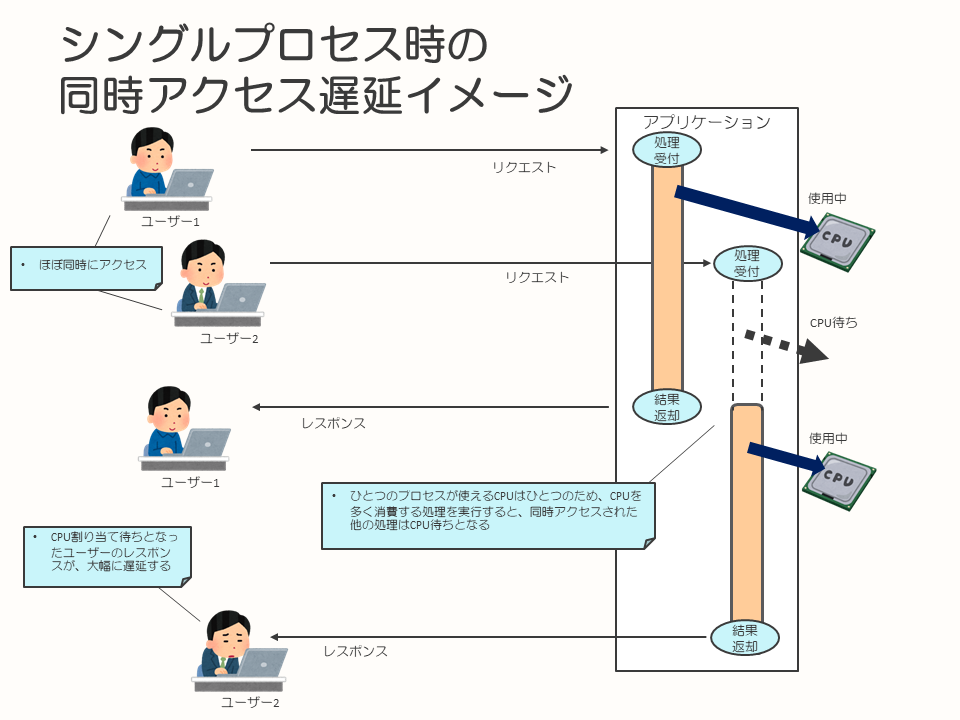 シングルプロセス時の
同時アクセス遅延イメージ
アプリケーション
処理
受付
リクエスト
使用中
CPU
ユーザー1
• ほぼ同時にアクセス
処理
受付
リクエスト
ユーザー2
CPU待ち
結果
返却
レスポンス
使用中
CPU
ユーザー1
• ひとつのプロセスが使えるCPUはひとつのため、CPUを
多く消費する処理を実行すると、同時アクセスされた
他の処理はCPU待ちとなる
• CPU割り当て待ちとなっ
たユーザーのレスポン
スが、大幅に遅延する
結果
返却
レスポンス
ユーザー2